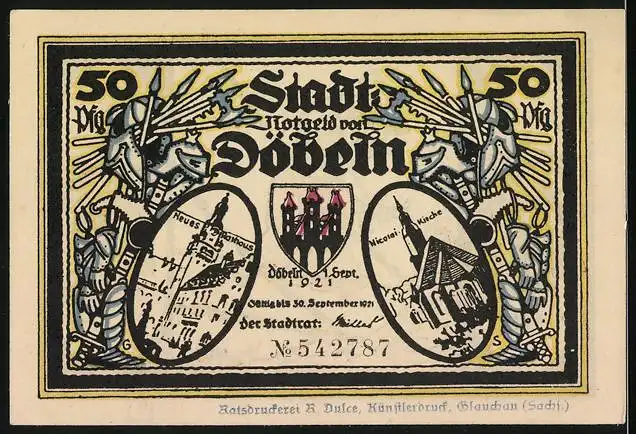 50 Pfg
Stadt-
Notgeld von
Döbeln
50 Pfg
Neues Rathaus
Nicolai-Kirche
Döbeln 1. Sept.
1921
Gültig bis 30. September 1921
Der Stadtrat:
№ 542787
G
S
Ratsdruckerei R. Dulce, Künstlerdruck, Glauchau (Sachs.)